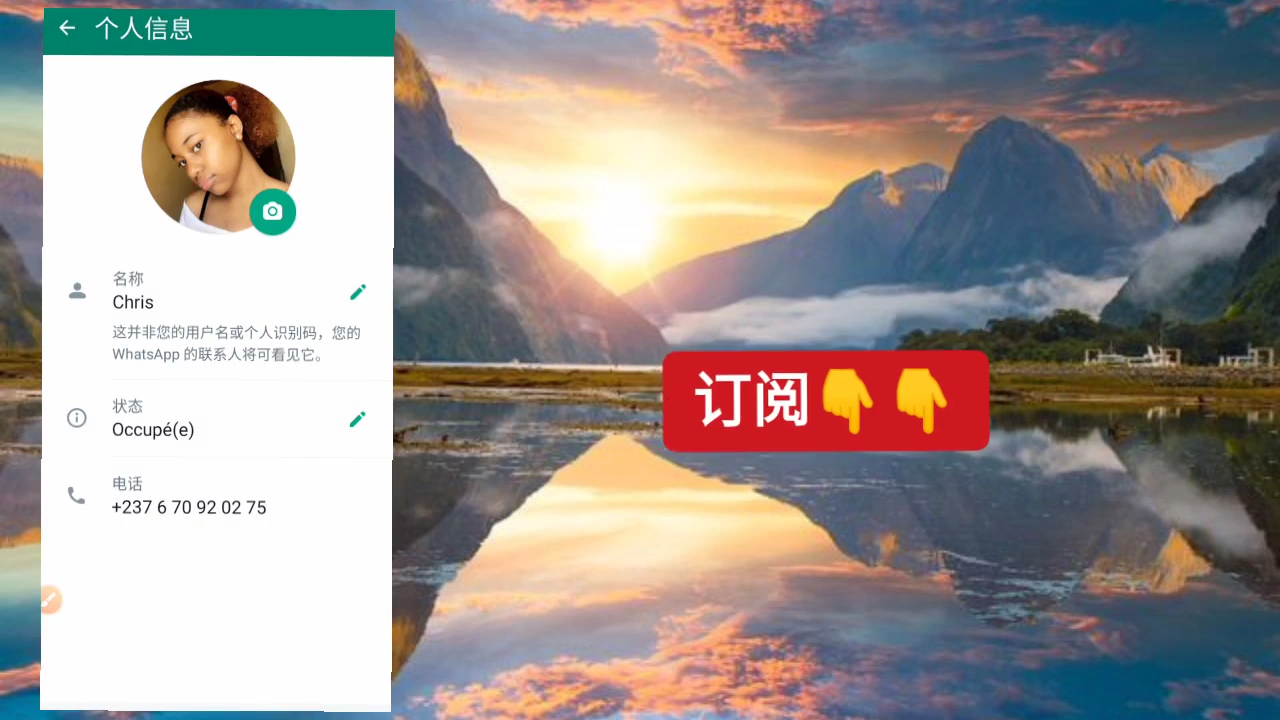 个人信息
名称
Chris
这并非您的用户名或个人识别码，您的
WhatsApp 的联系人将可看见它。
状态
Occupé(e)
电话
+237 6 70 92 02 75
订阅👇👇